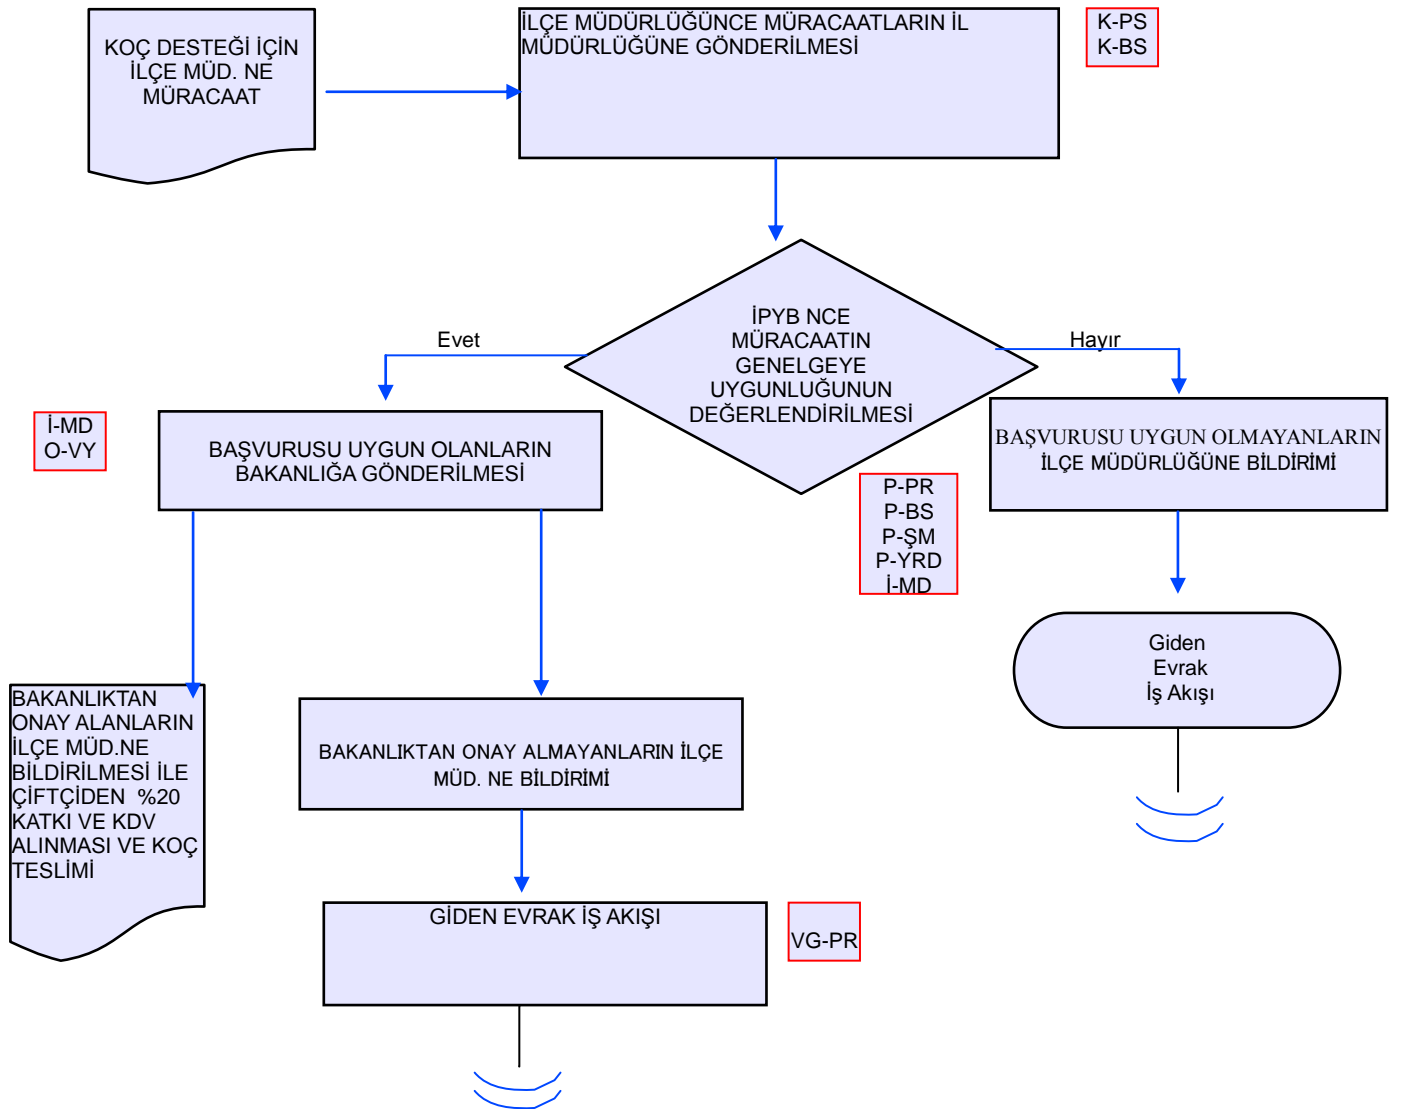 KOÇ DESTEĞİ İÇİN
İLÇE MÜD. NE
MÜRACAAT
İLÇE MÜDÜRLÜĞÜNCE MÜRACAATLARIN İL
MÜDÜRLÜĞÜNE GÖNDERİLMESİ
K-PS
K-BS
İPYB NCE
MÜRACAATIN
GENELGEYE
UYGUNLUĞUNUN
DEĞERLENDİRİLMESİ
Evet
Hayır
İ-MD
O-VY
BAŞVURUSU UYGUN OLANLARIN
BAKANLIĞA GÖNDERİLMESİ
P-PR
P-BS
P-ŞM
P-YRD
İ-MD
BAŞVURUSU UYGUN OLMAYANLARIN
İLÇE MÜDÜRLÜĞÜNE BİLDİRİMİ
Giden
Evrak
İş Akışı
BAKANLIKTAN
ONAY ALANLARIN
İLÇE MÜD.NE
BİLDİRİLMESİ İLE
ÇİFTÇİDEN %20
KATKI VE KDV
ALINMASI VE KOÇ
TESLİMİ
BAKANLIKTAN ONAY ALMAYANLARIN İLÇE
MÜD. NE BİLDİRİMİ
GİDEN EVRAK İŞ AKIŞI
VG-PR